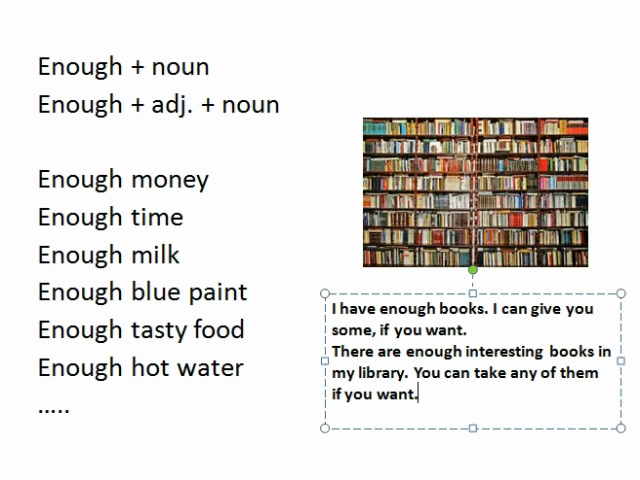 Enough + noun
Enough + adj. + noun
Enough money
Enough time
Enough milk
Enough blue paint
Enough tasty food
Enough hot water
.....
I have enough books. I can give you
some, if you want.
There are enough interesting books in
my library. You can take any of them
if you want.